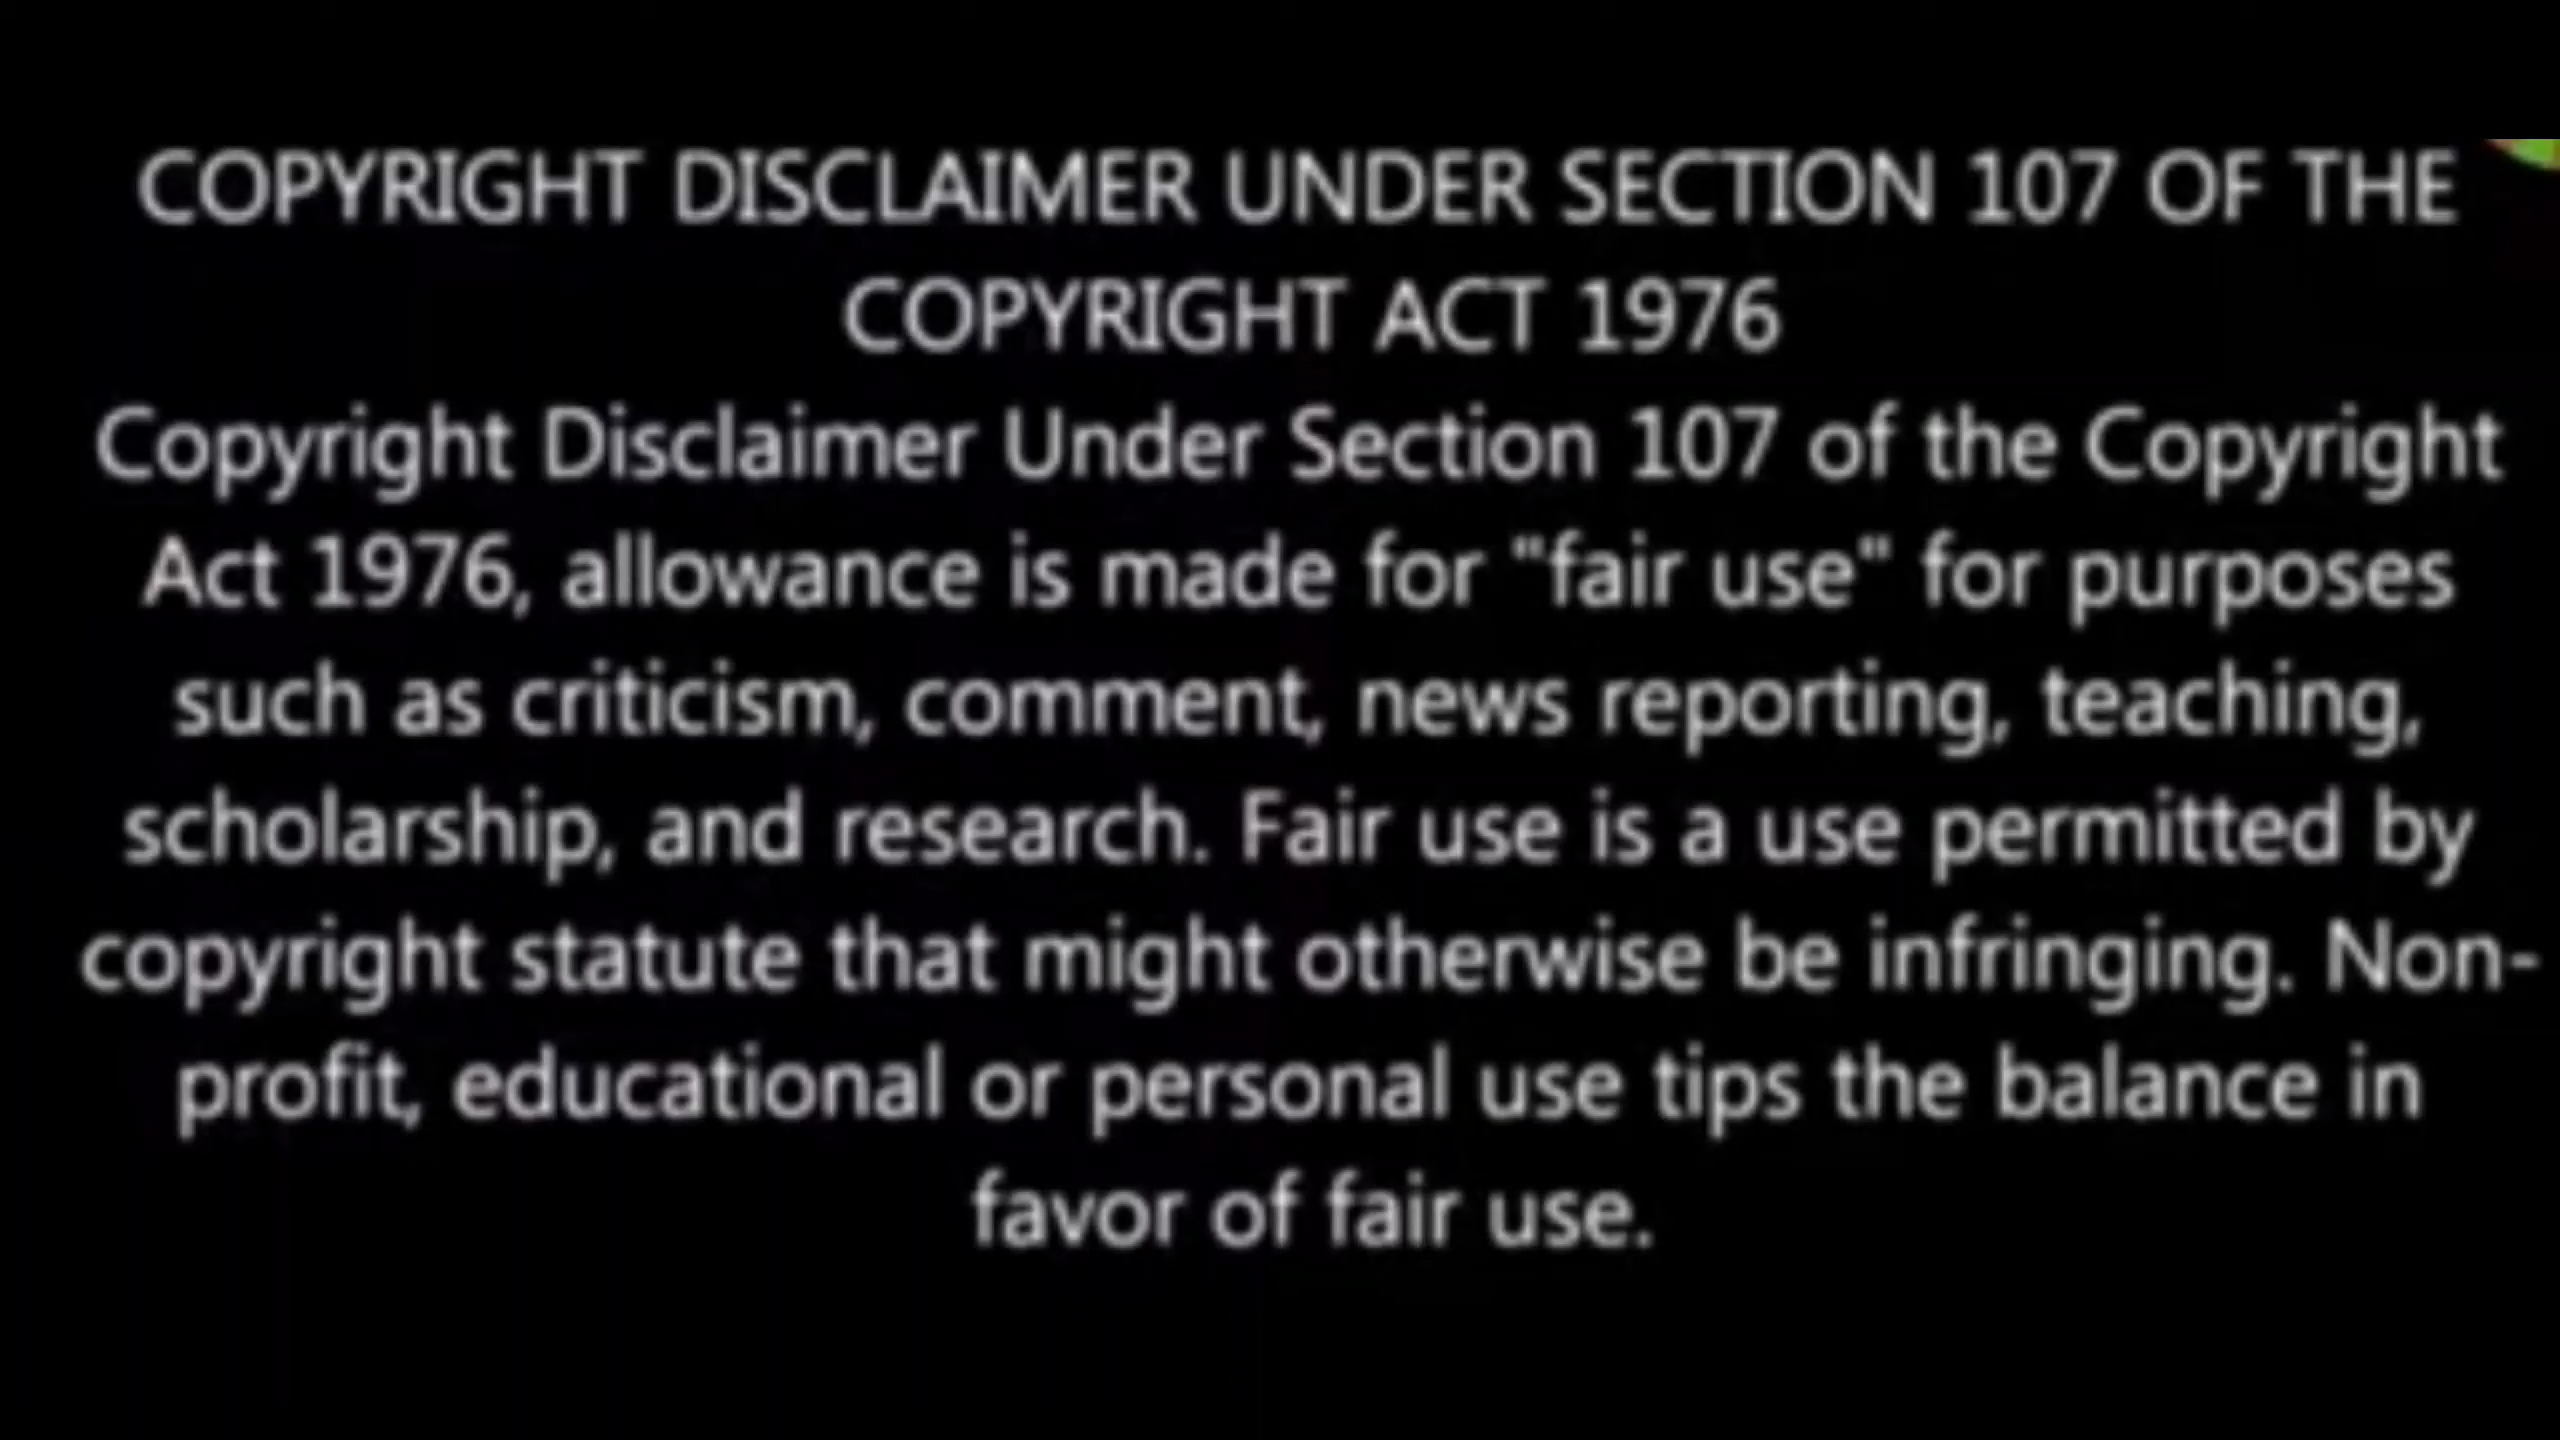 COPYRIGHT DISCLAIMER UNDER SECTION 107 OF THE
COPYRIGHT ACT 1976
Copyright Disclaimer Under Section 107 of the Copyright
Act 1976, allowance is made for "fair use" for purposes
such as criticism, comment, news reporting, teaching,
scholarship, and research. Fair use is a use permitted by
copyright statute that might otherwise be infringing. Non-
profit, educational or personal use tips the balance in
favor of fair use.